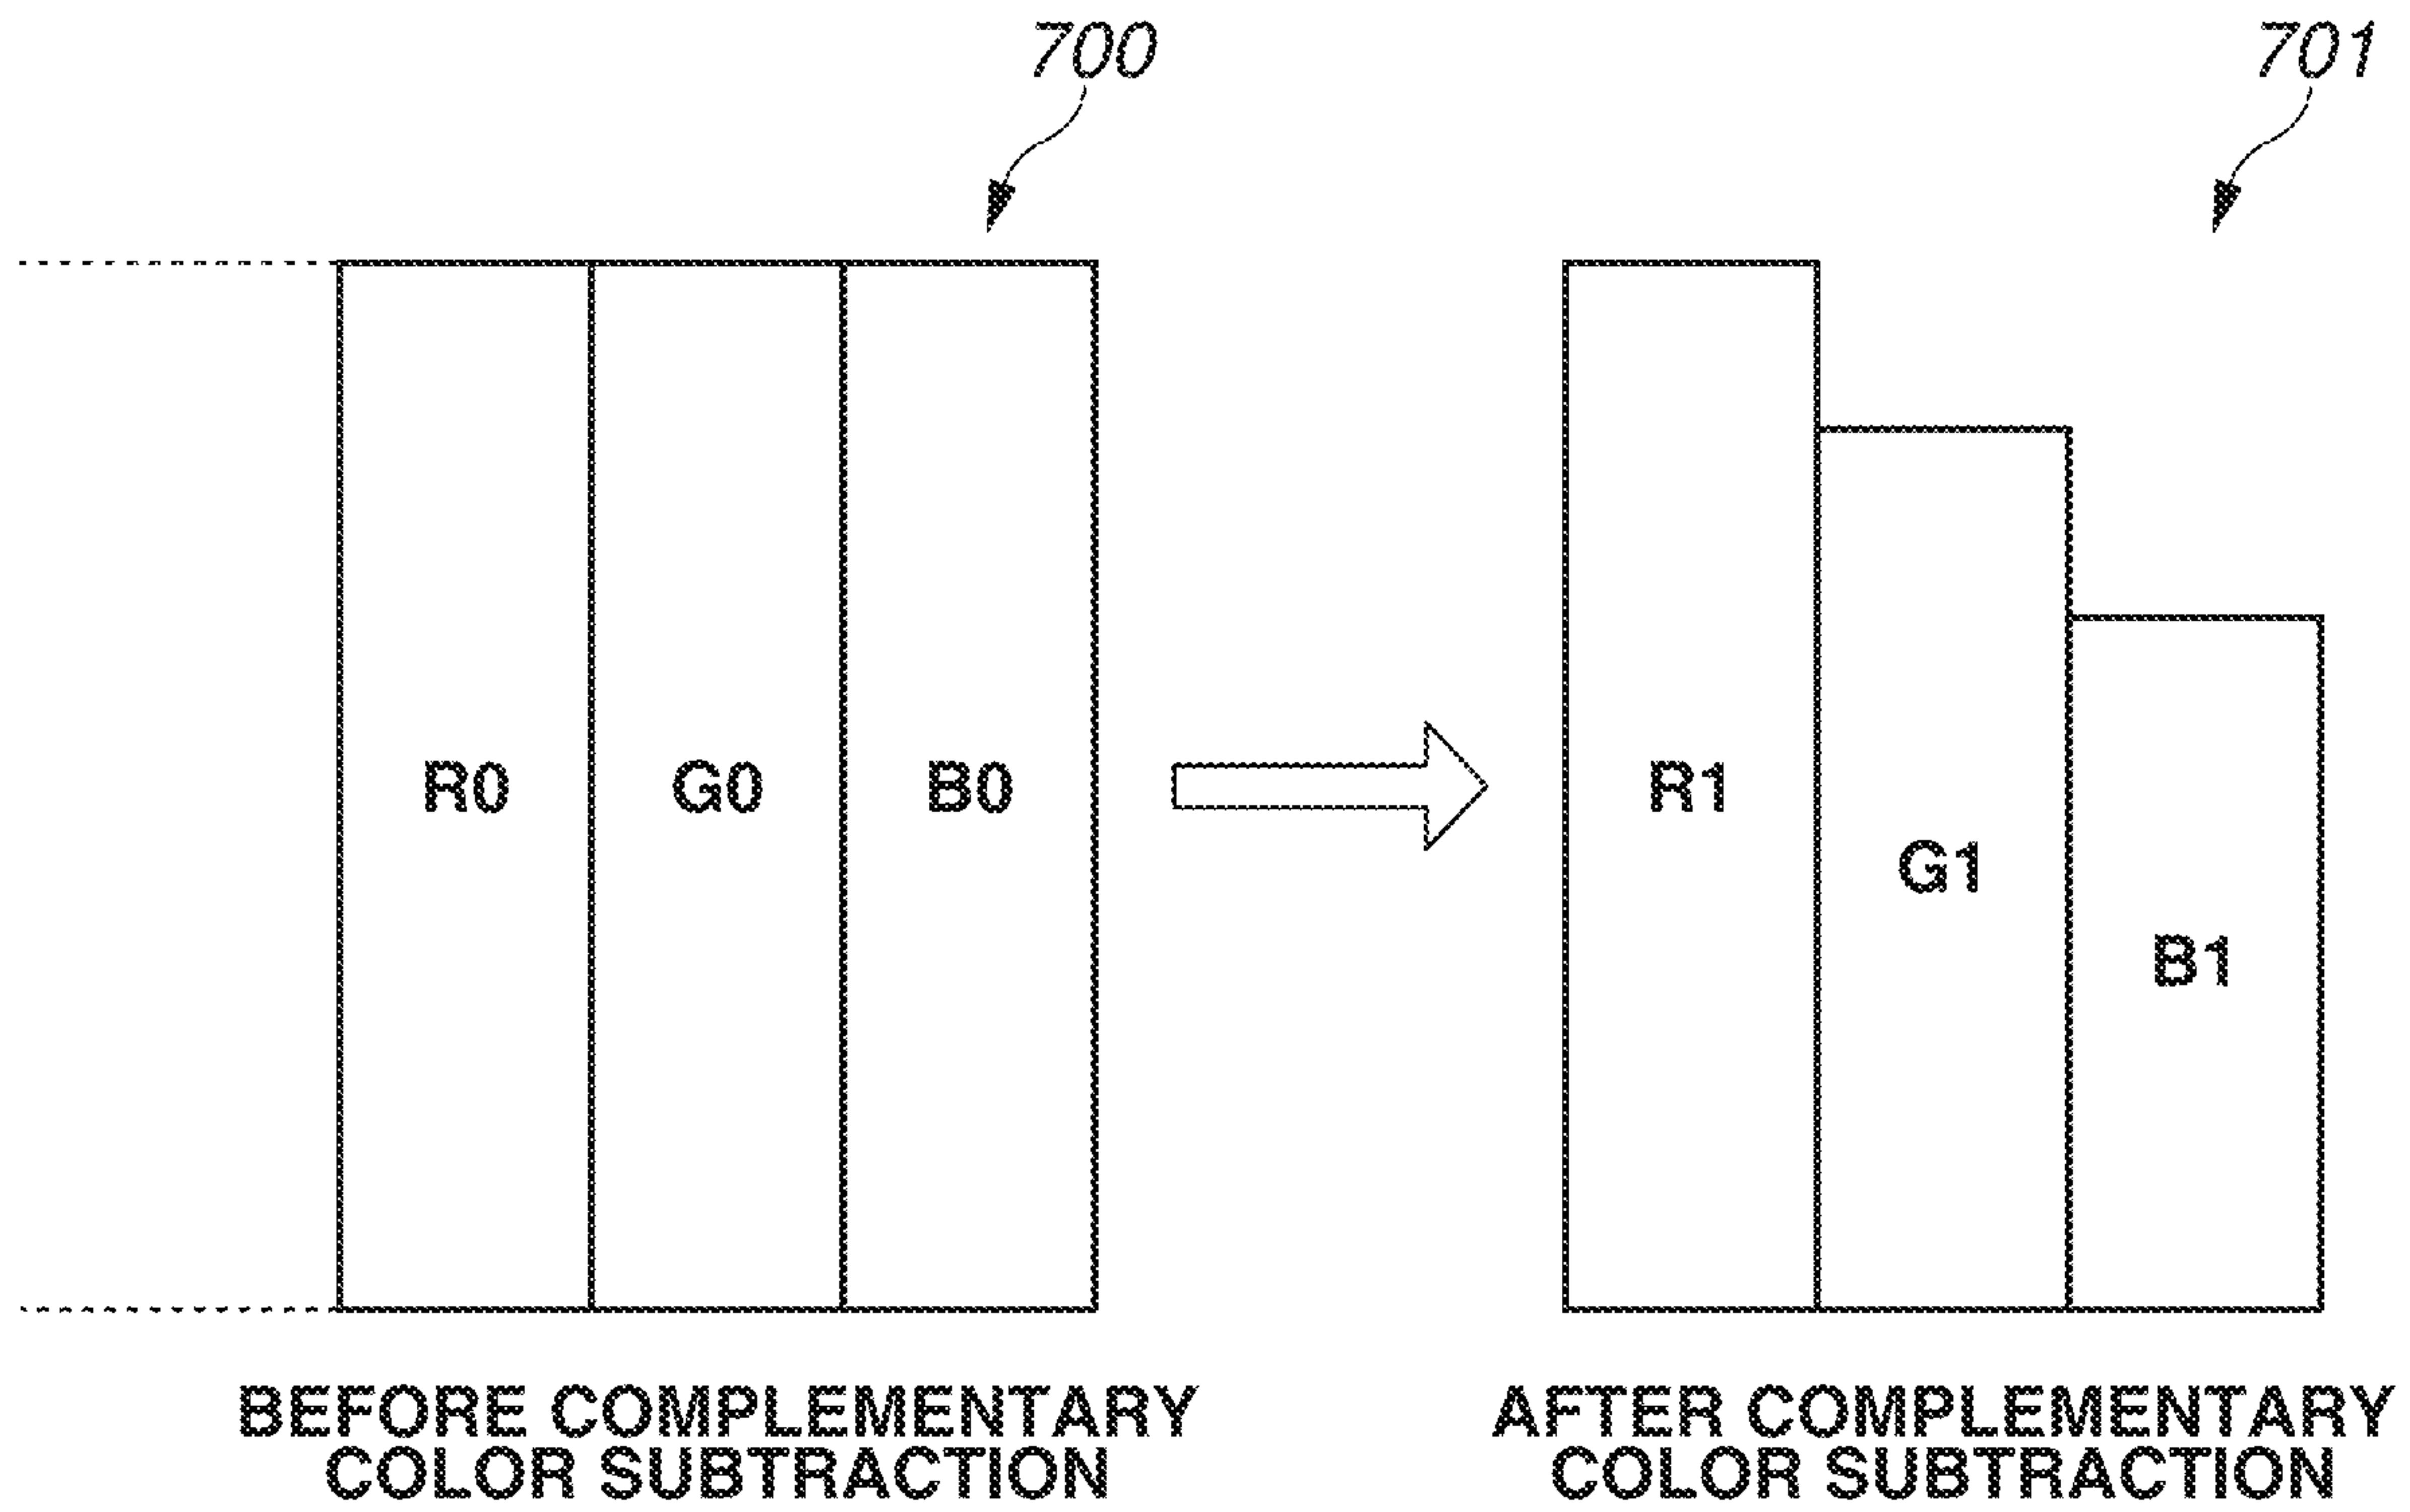 700
701
R0
G0
B0
R1
G1
B1
BEFORE COMPLEMENTARY
COLOR SUBTRACTION
AFTER COMPLEMENTARY
COLOR SUBTRACTION